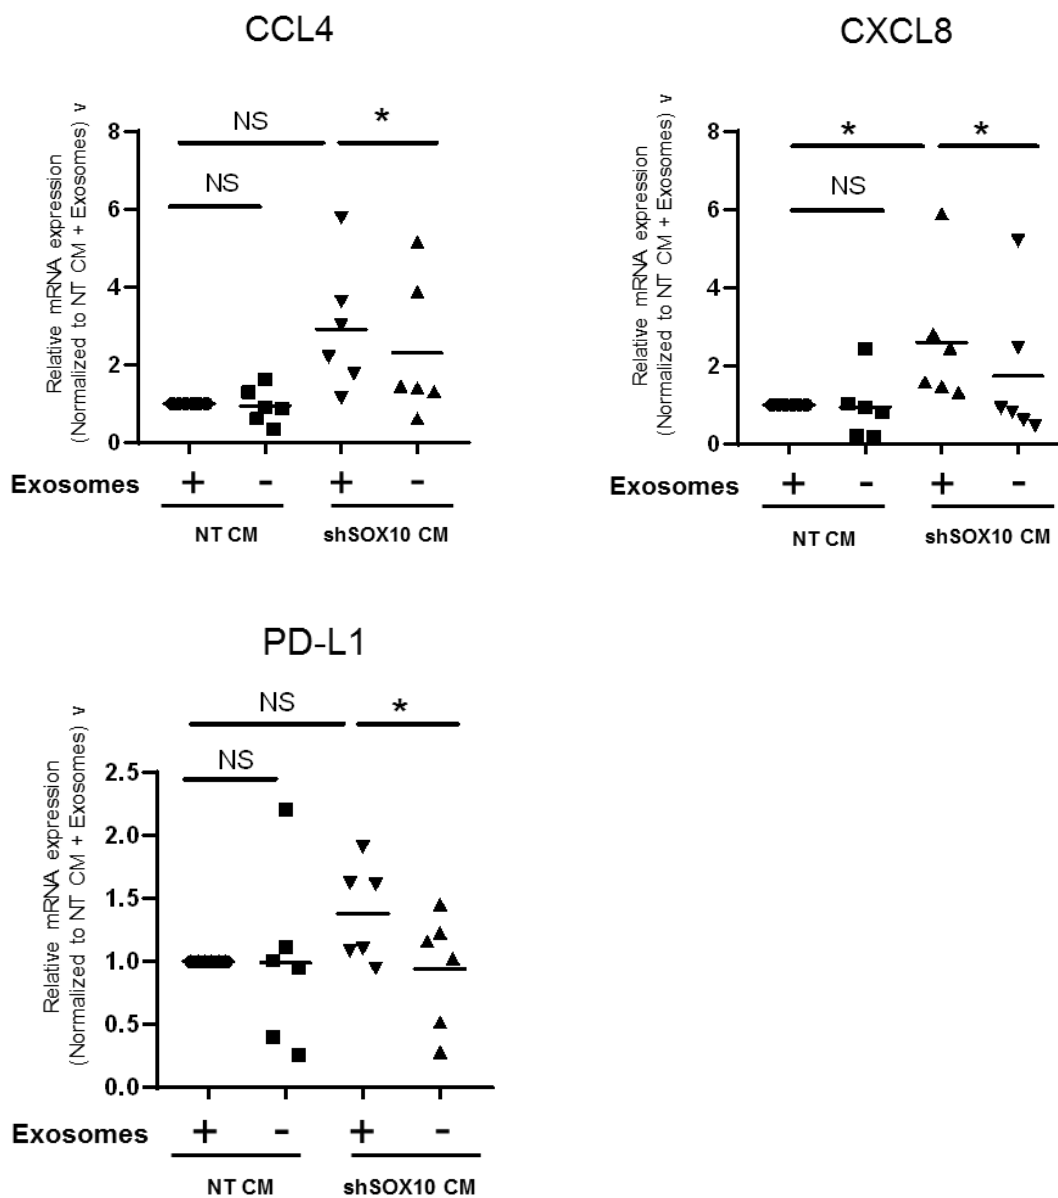 CCL4
Relative mRNA expression
(Normalized to NT CM + Exosomes) v
NS
*
NS
8
6
4
2
0
Exosomes + - + -
NT CM shSOX10 CM
CXCL8
Relative mRNA expression
(Normalized to NT CM + Exosomes) v
*
*
NS
8
6
4
2
0
Exosomes + - + -
NT CM shSOX10 CM
PD-L1
Relative mRNA expression
(Normalized to NT CM + Exosomes) v
NS
*
NS
2.5
2.0
1.5
1.0
0.5
0.0
Exosomes + - + -
NT CM shSOX10 CM